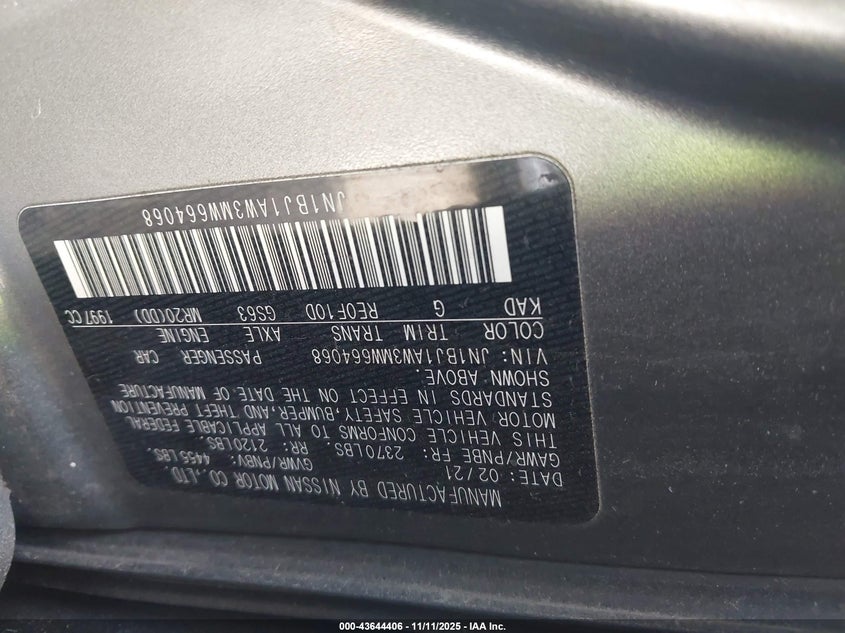 MANUFACTURED BY NISSAN MOTOR CO.,LTD.
DATE: 02/21 GVWR/PNBV: 4455LBS.
GAWR/PNBE FR: 2370LBS. RR: 2120LBS.
THIS VEHICLE CONFORMS TO ALL APPLICABLE FEDERAL
MOTOR VEHICLE SAFETY,BUMPER,AND THEFT PREVENTION
STANDARDS IN EFFECT ON THE DATE OF MANUFACTURE
SHOWN ABOVE.
VIN: JN1BJ1AW3MW664068 PASSENGER CAR
COLOR TRIM TRANS AXLE ENGINE
KAD G RE0F10D GS63 MR20(DD) 1997CC
JN1BJ1AW3MW664068
000-43644406 - 11/11/2025 - IAA Inc.